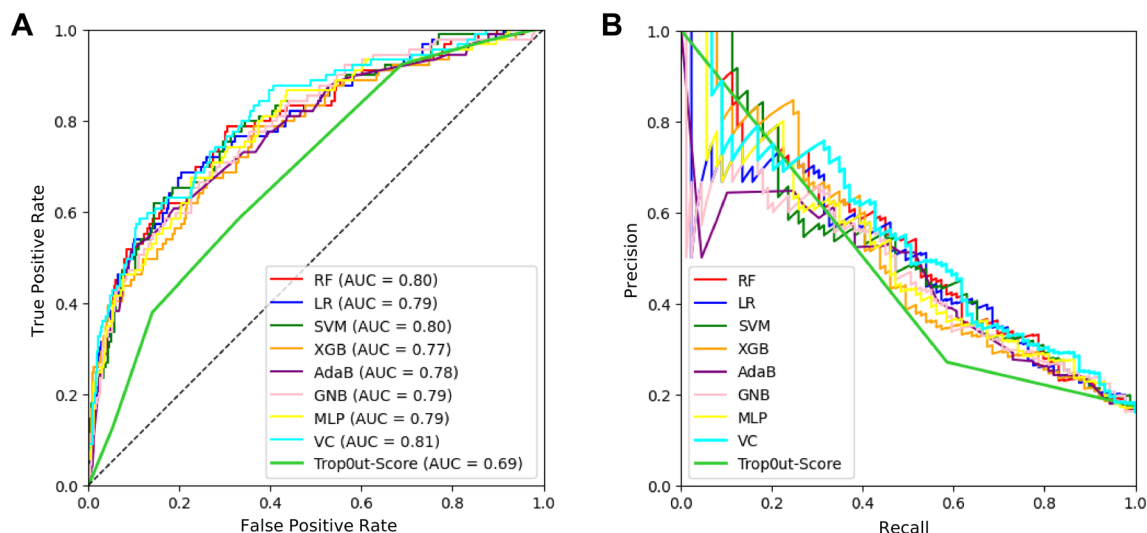 A
1.0
0.8
0.6
0.4
0.2
0.0
True Positive Rate
0.0 0.2 0.4 0.6 0.8 1.0
False Positive Rate
RF (AUC = 0.80)
LR (AUC = 0.79)
SVM (AUC = 0.80)
XGB (AUC = 0.77)
AdaB (AUC = 0.78)
GNB (AUC = 0.79)
MLP (AUC = 0.79)
VC (AUC = 0.81)
Trop0ut-Score (AUC = 0.69)
B
1.0
0.8
0.6
0.4
0.2
0.0
Precision
0.0 0.2 0.4 0.6 0.8 1.0
Recall
RF
LR
SVM
XGB
AdaB
GNB
MLP
VC
Trop0ut-Score